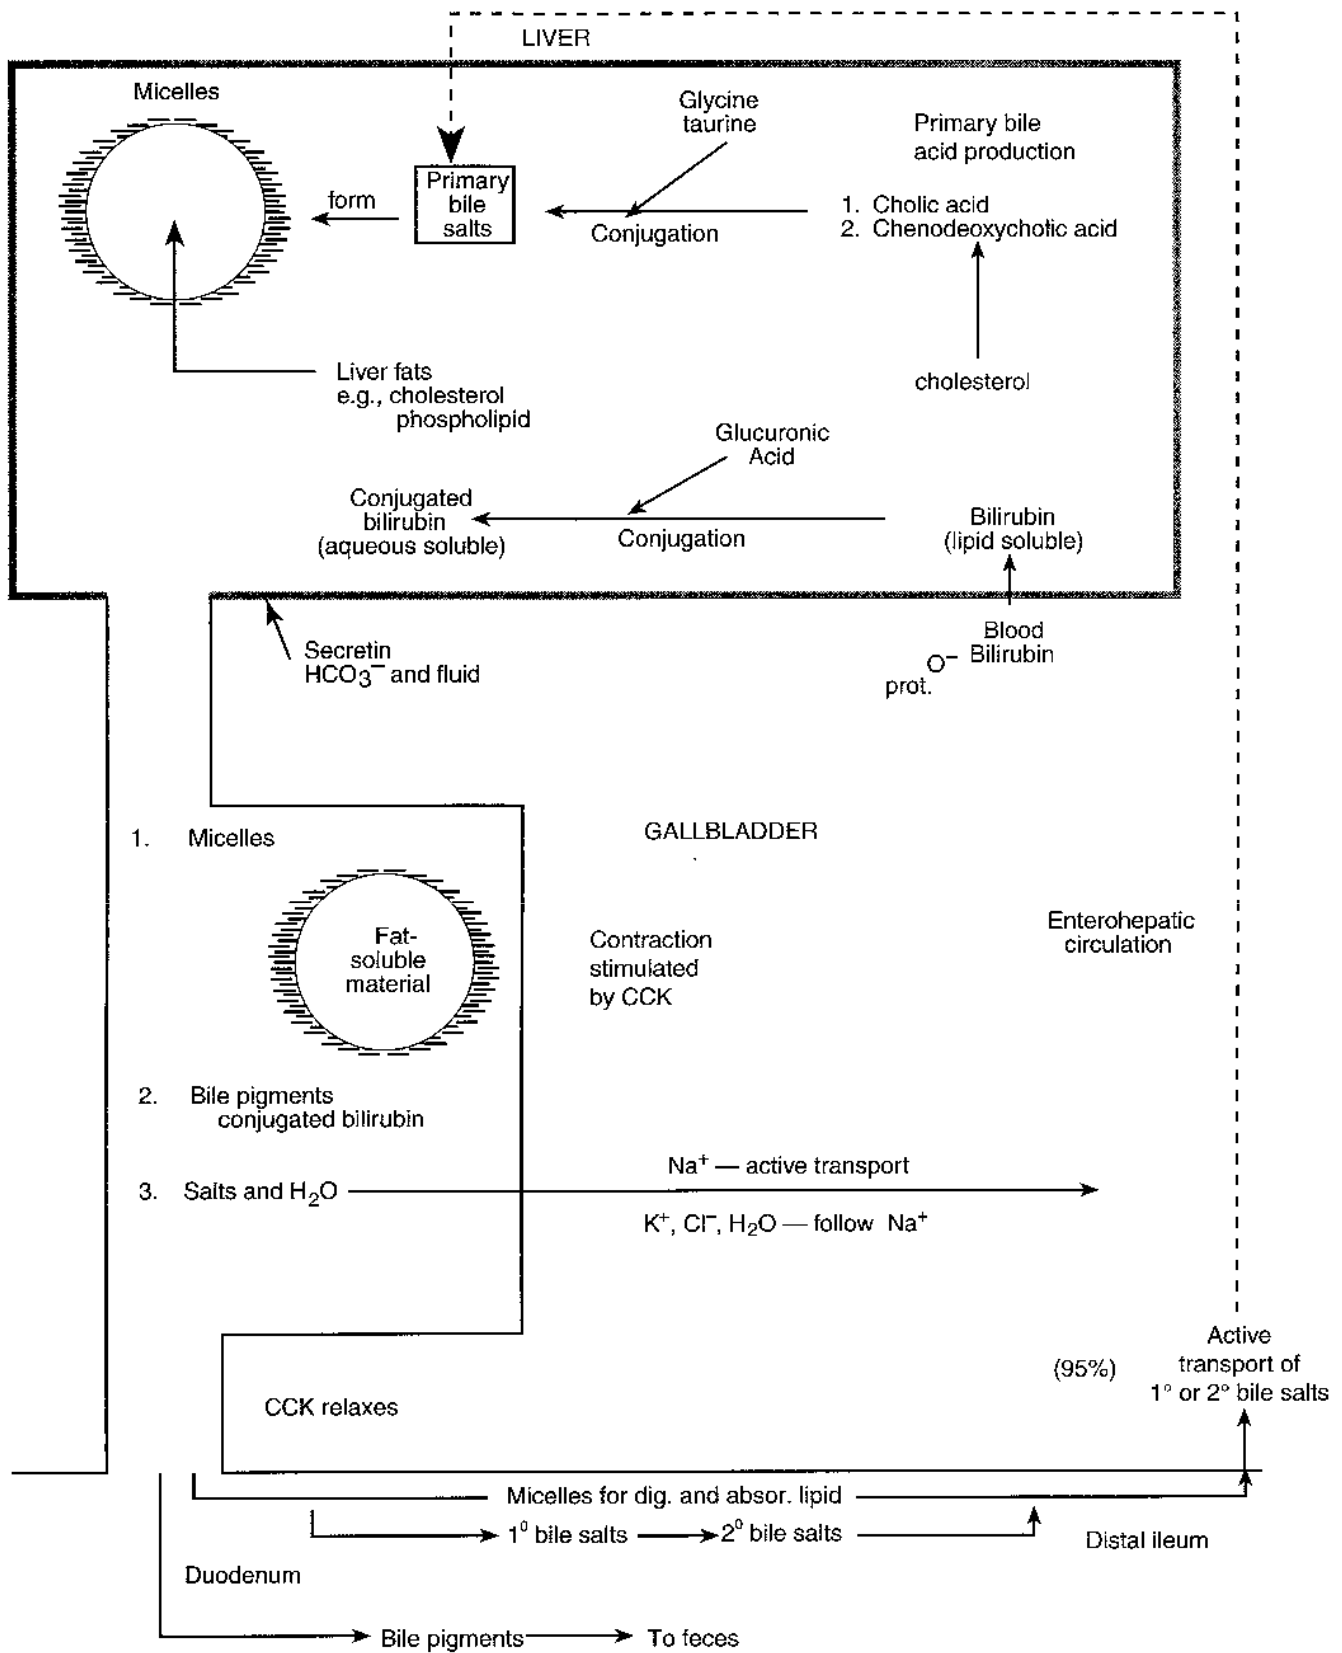 LIVER
Micelles
Glycine
taurine
Primary bile
acid production
Primary
bile
salts
form
Conjugation
1. Cholic acid
2. Chenodeoxycholic acid
Liver fats
e.g., cholesterol
phospholipid
cholesterol
Glucuronic
Acid
Conjugated
bilirubin
(aqueous soluble)
Conjugation
Bilirubin
(lipid soluble)
Secretin
HCO3− and fluid
Blood
Bilirubin
O−
prot.
1. Micelles
GALLBLADDER
Fat-
soluble
material
Contraction
stimulated
by CCK
Enterohepatic
circulation
2. Bile pigments
conjugated bilirubin
Na+ — active transport
3. Salts and H2O
K+, Cl−, H2O — follow Na+
Active
transport of
1° or 2° bile salts
(95%)
CCK relaxes
Micelles for dig. and absor. lipid
1⁰ bile salts
2⁰ bile salts
Distal ileum
Duodenum
Bile pigments
To feces